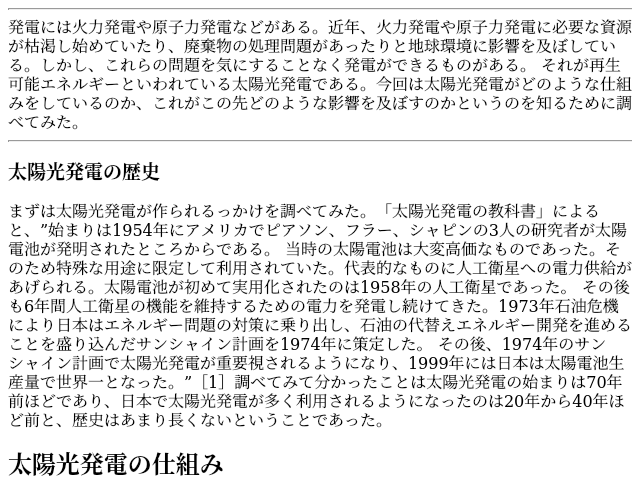 発電には火力発電や原子力発電などがある。近年、火力発電や原子力発電に必要な資源
が枯渇し始めていたり、廃棄物の処理問題があったりと地球環境に影響を及ぼしてい
る。しかし、これらの問題を気にすることなく発電ができるものがある。 それが再生
可能エネルギーといわれている太陽光発電である。今回は太陽光発電がどのような仕組
みをしているのか、これがこの先どのような影響を及ぼすのかというのを知るために調
べてみた。
太陽光発電の歴史
まずは太陽光発電が作られるっかけを調べてみた。「太陽光発電の教科書」による
と、”始まりは1954年にアメリカでピアソン、フラー、シャピンの3人の研究者が太陽
電池が発明されたところからである。 当時の太陽電池は大変高価なものであった。そ
のため特殊な用途に限定して利用されていた。代表的なものに人工衛星への電力供給が
あげられる。太陽電池が初めて実用化されたのは1958年の人工衛星であった。 その後
も6年間人工衛星の機能を維持するための電力を発電し続けてきた。1973年石油危機
により日本はエネルギー問題の対策に乗り出し、石油の代替えエネルギー開発を進める
ことを盛り込んだサンシャイン計画を1974年に策定した。 その後、1974年のサン
シャイン計画で太陽光発電が重要視されるようになり、1999年には日本は太陽電池生
産量で世界一となった。”［1］調べてみて分かったことは太陽光発電の始まりは70年
前ほどであり、日本で太陽光発電が多く利用されるようになったのは20年から40年ほ
ど前と、歴史はあまり長くないということであった。
太陽光発電の仕組み